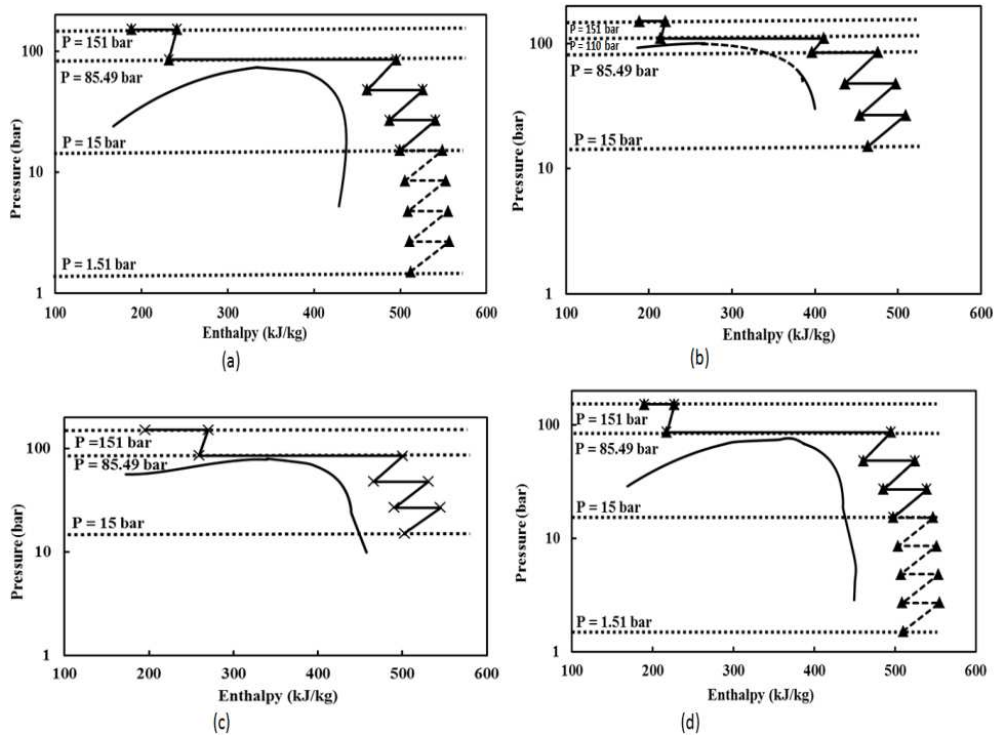 100
P = 151 bar
P = 85.49 bar
P = 15 bar
10
P = 1.51 bar
1
Pressure (bar)
100 200 300 400 500 600
Enthalpy (kJ/kg)
(a)
100
P = 151 bar
P = 110 bar
P = 85.49 bar
P = 15 bar
10
1
Pressure (bar)
100 200 300 400 500 600
Enthalpy (kJ/kg)
(b)
100
P =151 bar
P = 85.49 bar
P = 15 bar
10
1
Pressure (bar)
100 200 300 400 500 600
Enthalpy (kJ/kg)
(c)
100
P = 151 bar
P = 85.49 bar
P = 15 bar
10
P = 1.51 bar
1
Pressure (bar)
100 200 300 400 500 600
Enthalpy (kJ/kg)
(d)